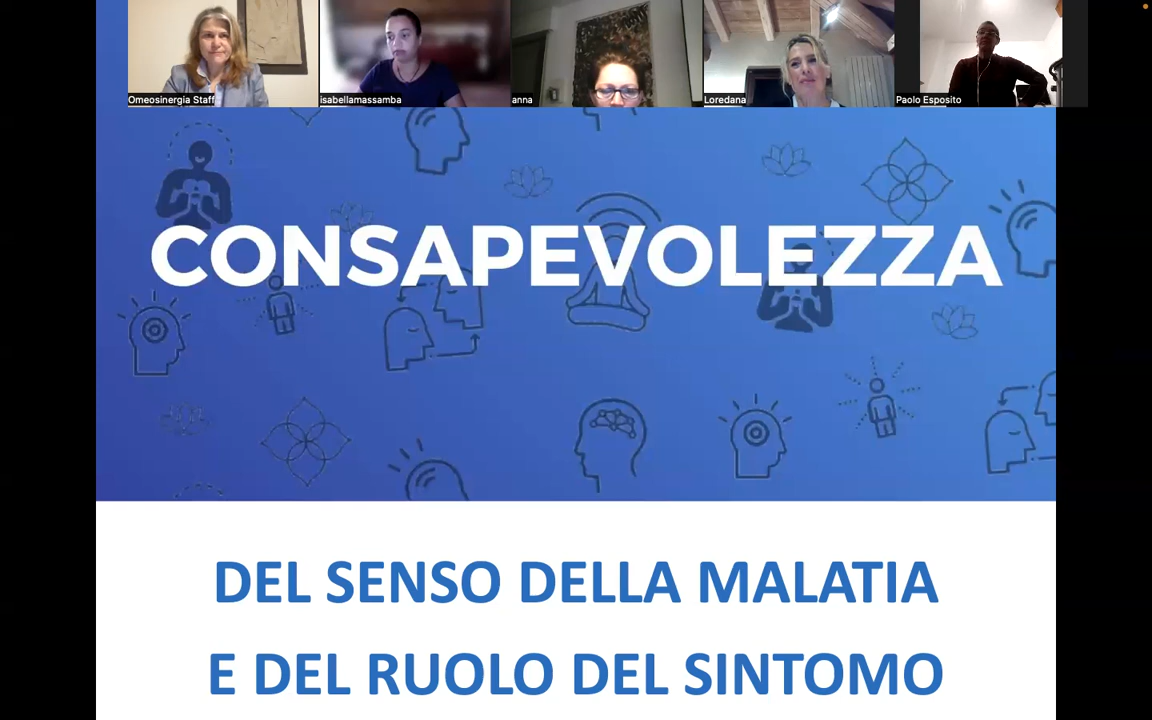 Omeosinergia Staff
isabellamassamba
anna
Loredana
Paolo Esposito
CONSAPEVOLEZZA
DEL SENSO DELLA MALATIA
E DEL RUOLO DEL SINTOMO